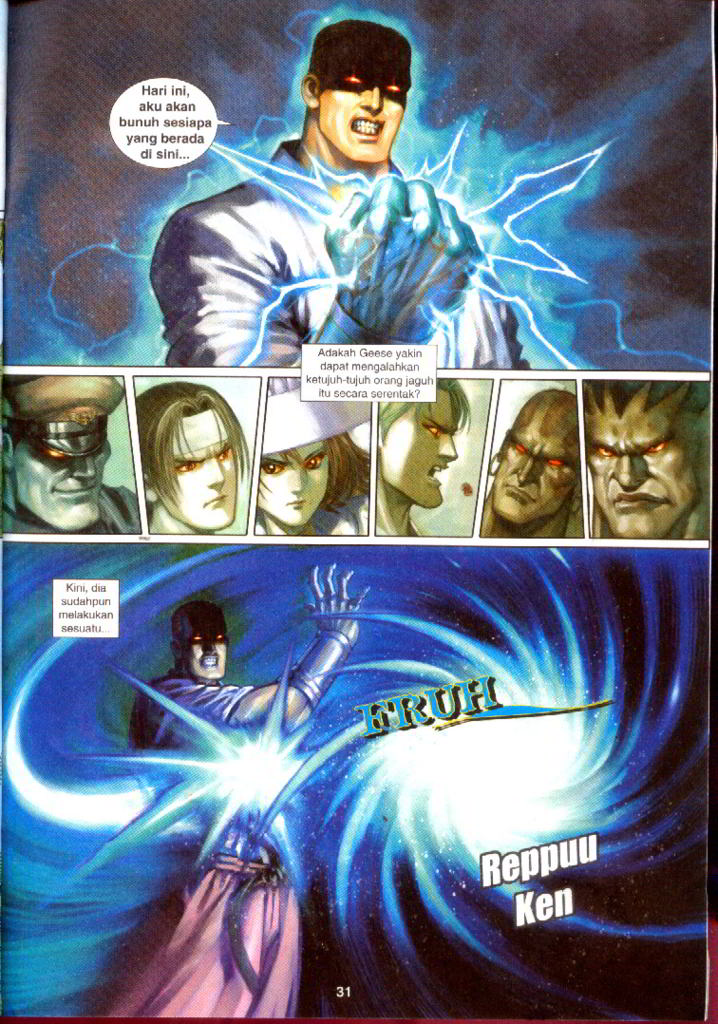 Hari ini,
aku akan
bunuh sesiapa
yang berada
di sini...
Adakah Geese yakin
dapat mengalahkan
ketujuh-tujuh orang jaguh
itu secara serentak?
Kini, dia
sudahpun
melakukan
sesuatu...
FRUH
Reppuu
Ken
31